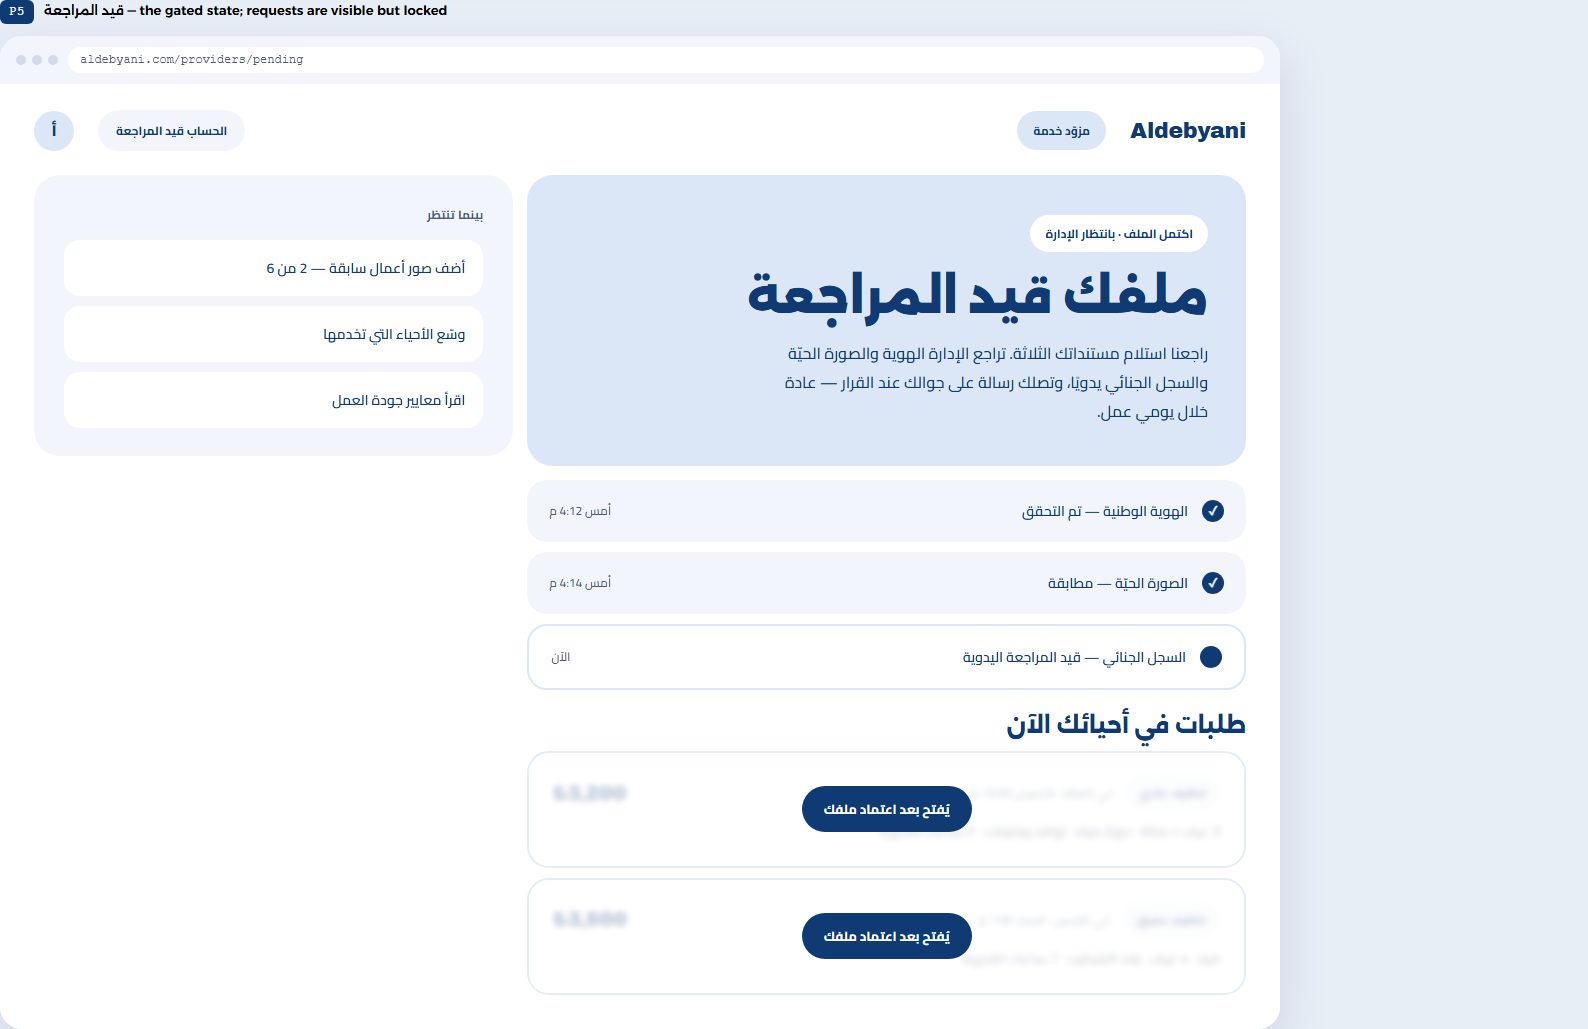 P5 قيد المراجعة — the gated state; requests are visible but locked
aldebyani.com/providers/pending
Aldebyani
مزوّد خدمة
الحساب قيد المراجعة
أ
اكتمل الملف · بانتظار الإدارة
ملفك قيد المراجعة
راجعنا استلام مستنداتك الثلاثة. تراجع الإدارة الهوية والصورة الحيّة
والسجل الجنائي يدويًا، وتصلك رسالة على جوالك عند القرار — عادة
خلال يومي عمل.
بينما تنتظر
أضف صور أعمال سابقة — 2 من 6
وسّع الأحياء التي تخدمها
اقرأ معايير جودة العمل
الهوية الوطنية — تم التحقق
أمس 4:12 م
الصورة الحيّة — مطابقة
أمس 4:14 م
السجل الجنائي — قيد المراجعة اليدوية
الآن
طلبات في أحيائك الآن
يُفتح بعد اعتماد ملفك
يُفتح بعد اعتماد ملفك